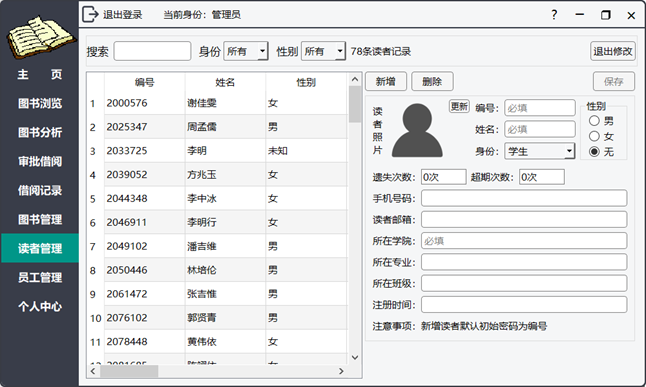 退出登录 当前身份：管理员 ?
搜索 身份 所有 性别 所有 78条读者记录 退出修改
主 页
图书浏览
图书分析
审批借阅
借阅记录
图书管理
读者管理
员工管理
个人中心
编号 姓名 性别
1 2000576 谢佳雯 女
2 2025347 周孟儒 男
3 2033725 李明 未知
4 2039052 方兆玉 女
5 2044348 李中冰 女
6 2046911 李明行 女
7 2049102 潘吉维 男
8 2050446 林培伦 男
9 2061472 张吉惟 男
10 2076102 郭贤青 男
11 2078448 黄伟依 女
新增 删除 保存
读者照片 更新
编号： 必填
姓名： 必填
身份： 学生
性别
男
女
无
遗失次数： 0次 超期次数： 0次
手机号码：
读者邮箱：
所在学院： 必填
所在专业：
所在班级：
注册时间：
注意事项： 新增读者默认初始密码为编号